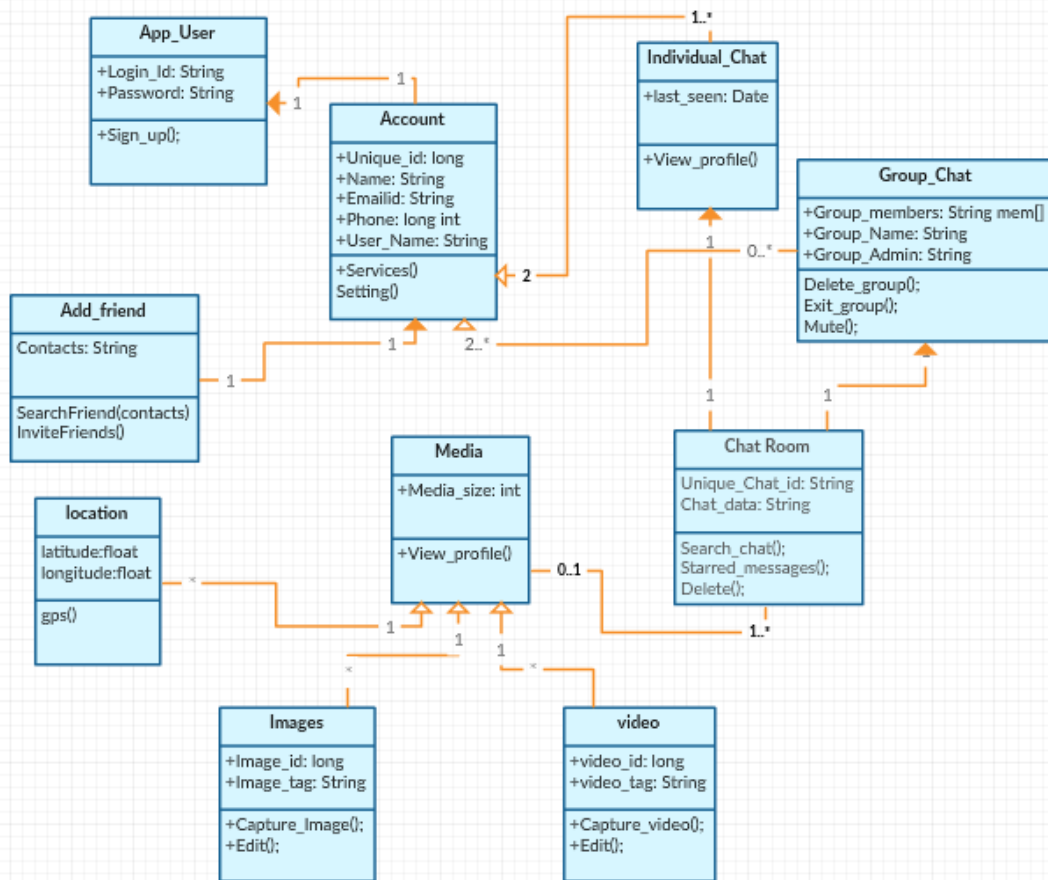 App_User
+Login_Id: String
+Password: String
+Sign_up();
1
1
Account
+Unique_id: long
+Name: String
+Emailid: String
+Phone: long int
+User_Name: String
+Services()
Setting()
1..*
2
Individual_Chat
+last_seen: Date
+View_profile()
Group_Chat
+Group_members: String mem[]
+Group_Name: String
+Group_Admin: String
Delete_group();
Exit_group();
Mute();
0..*
2..*
Add_friend
Contacts: String
SearchFriend(contacts)
InviteFriends()
1
1
1
1
1
Chat Room
Unique_Chat_id: String
Chat_data: String
Search_chat();
Starred_messages();
Delete();
Media
+Media_size: int
+View_profile()
0..1
1..*
location
latitude:float
longitude:float
gps()
*
1
1
*
1
*
Images
+Image_id: long
+Image_tag: String
+Capture_Image();
+Edit();
video
+video_id: long
+video_tag: String
+Capture_video();
+Edit();